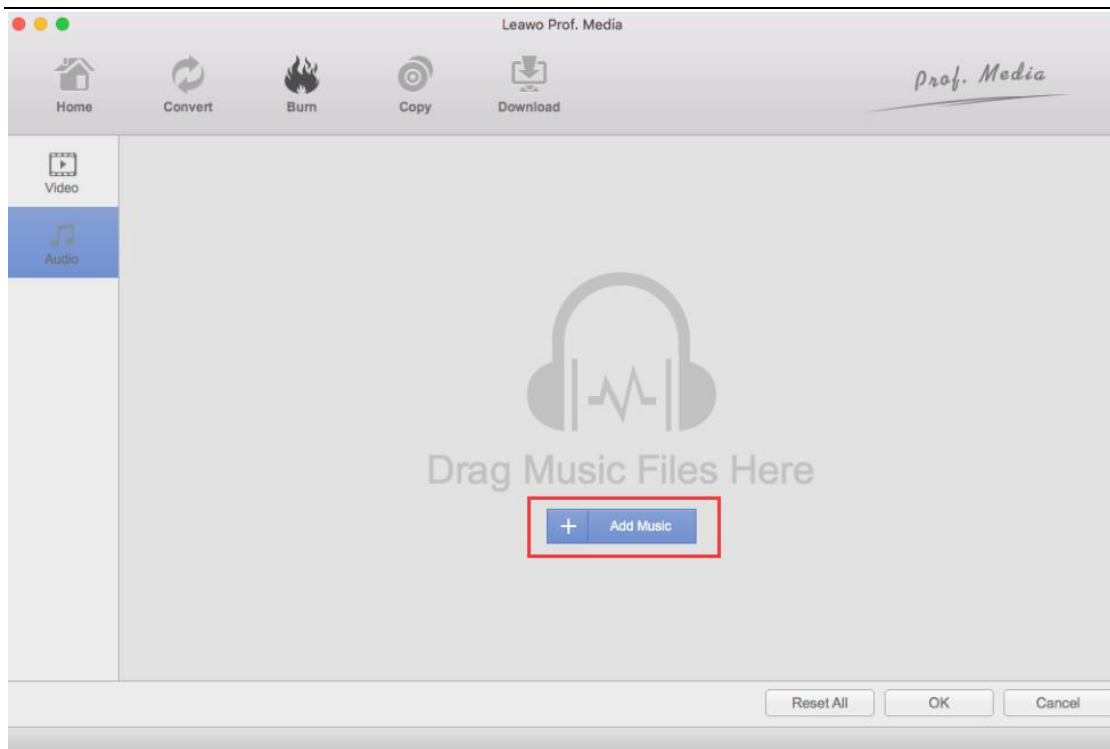 Leawo Prof. Media
Home Convert Burn Copy Download
Prof. Media
Video
Audio
Drag Music Files Here
+ Add Music
Reset All OK Cancel